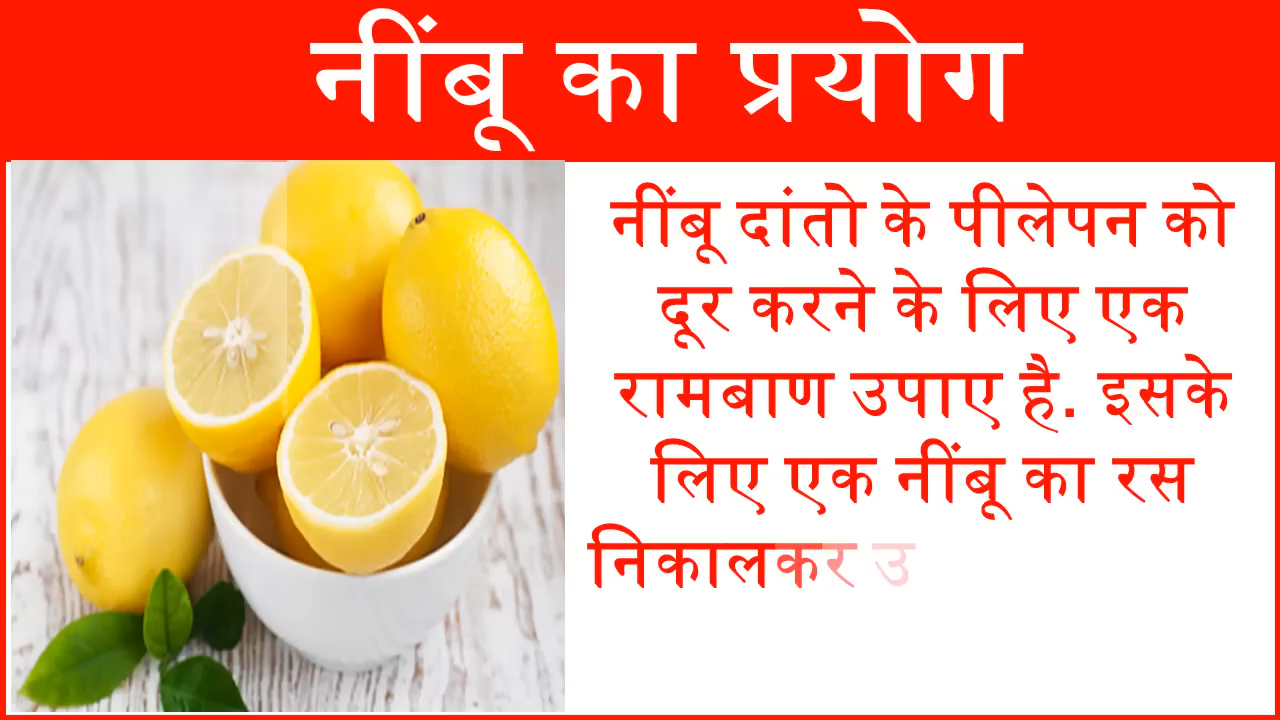 नींबू का प्रयोग
नींबू दांतो के पीलेपन को
दूर करने के लिए एक
रामबाण उपाए है. इसके
लिए एक नींबू का रस
निकालकर उ